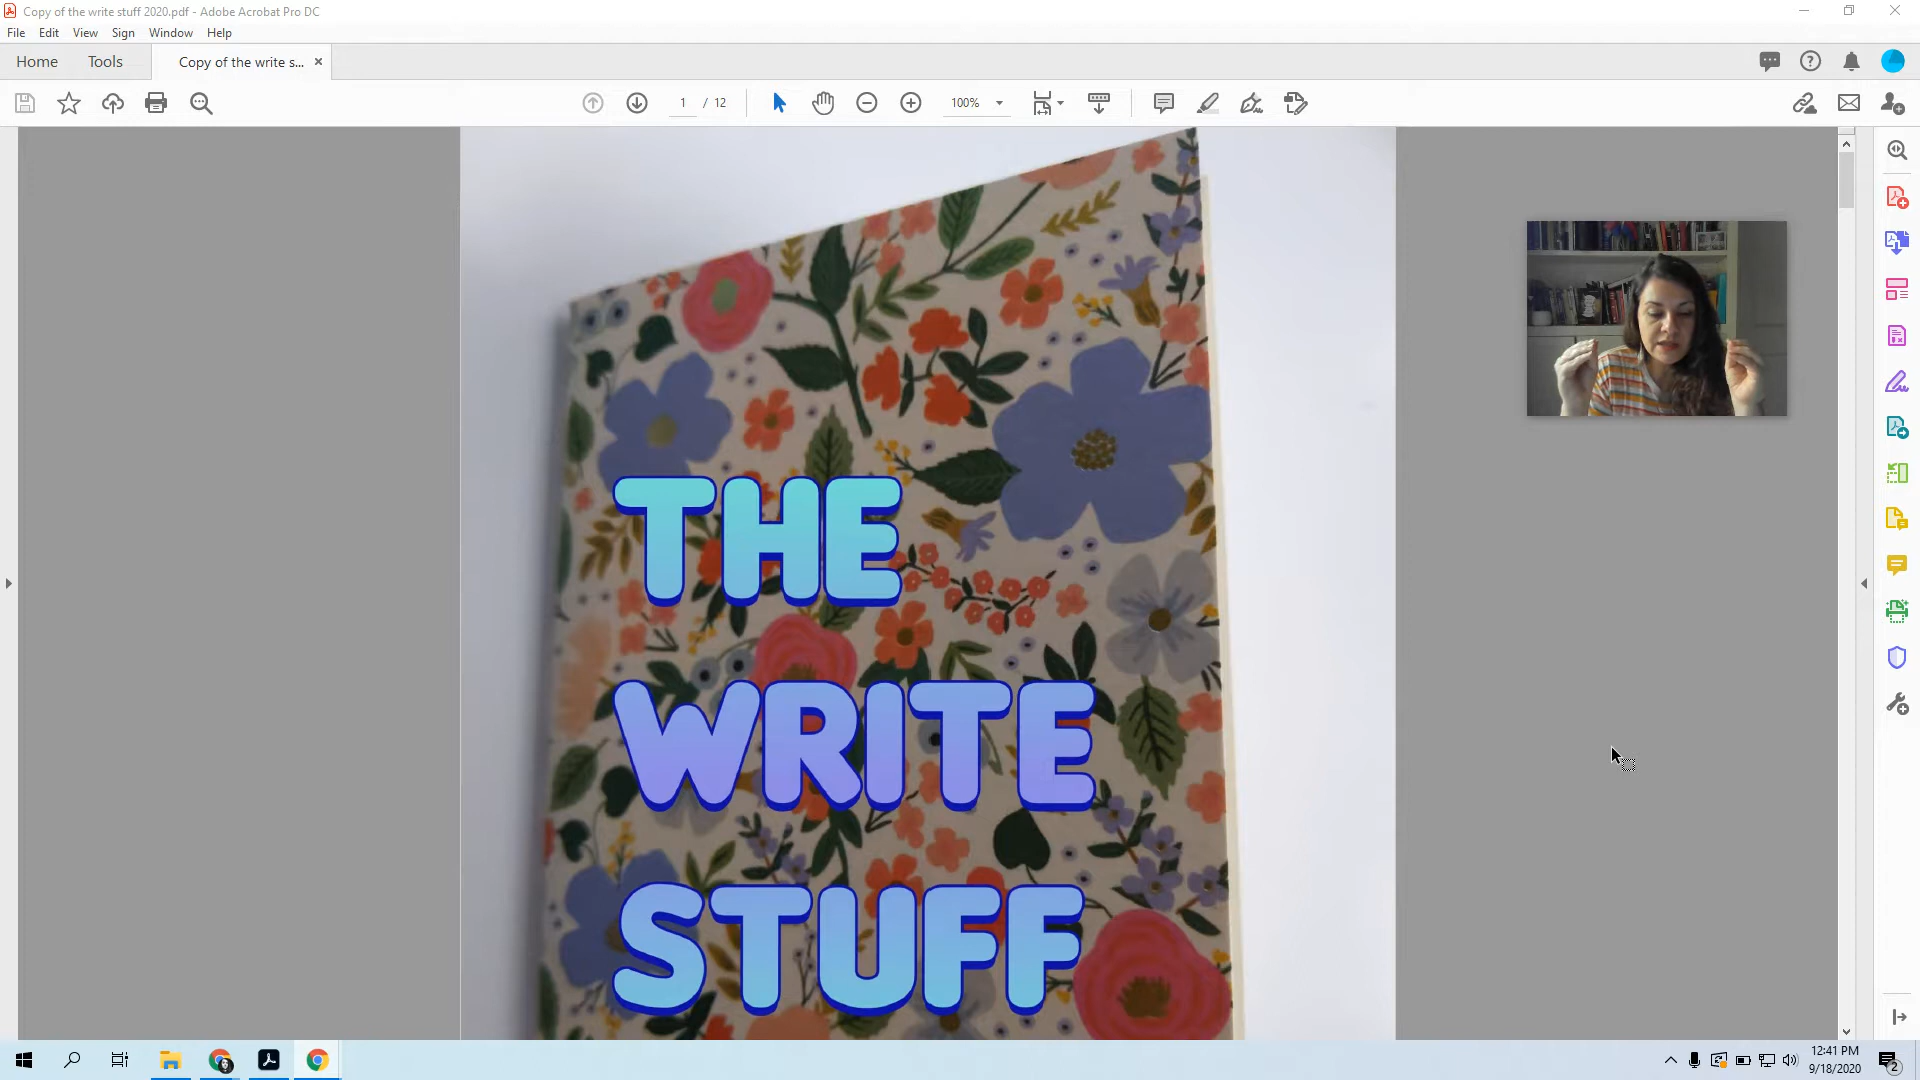 Copy of the write stuff 2020.pdf - Adobe Acrobat Pro DC
File Edit View Sign Window Help
Home Tools Copy of the write s... ×
1 / 12 100%
THE
WRITE
STUFF
12:41 PM
9/18/2020
2